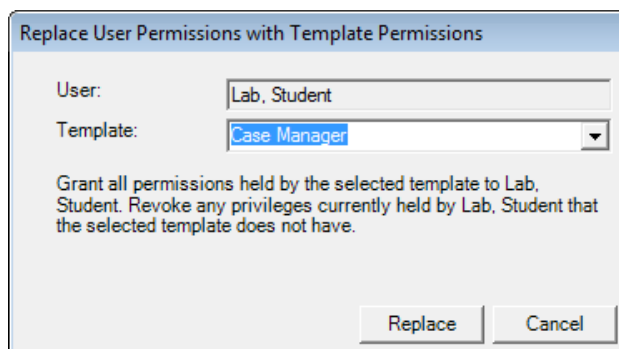 Replace User Permissions with Template Permissions
User: Lab, Student
Template: Case Manager
Grant all permissions held by the selected template to Lab,
Student. Revoke any privileges currently held by Lab, Student that
the selected template does not have.
Replace Cancel